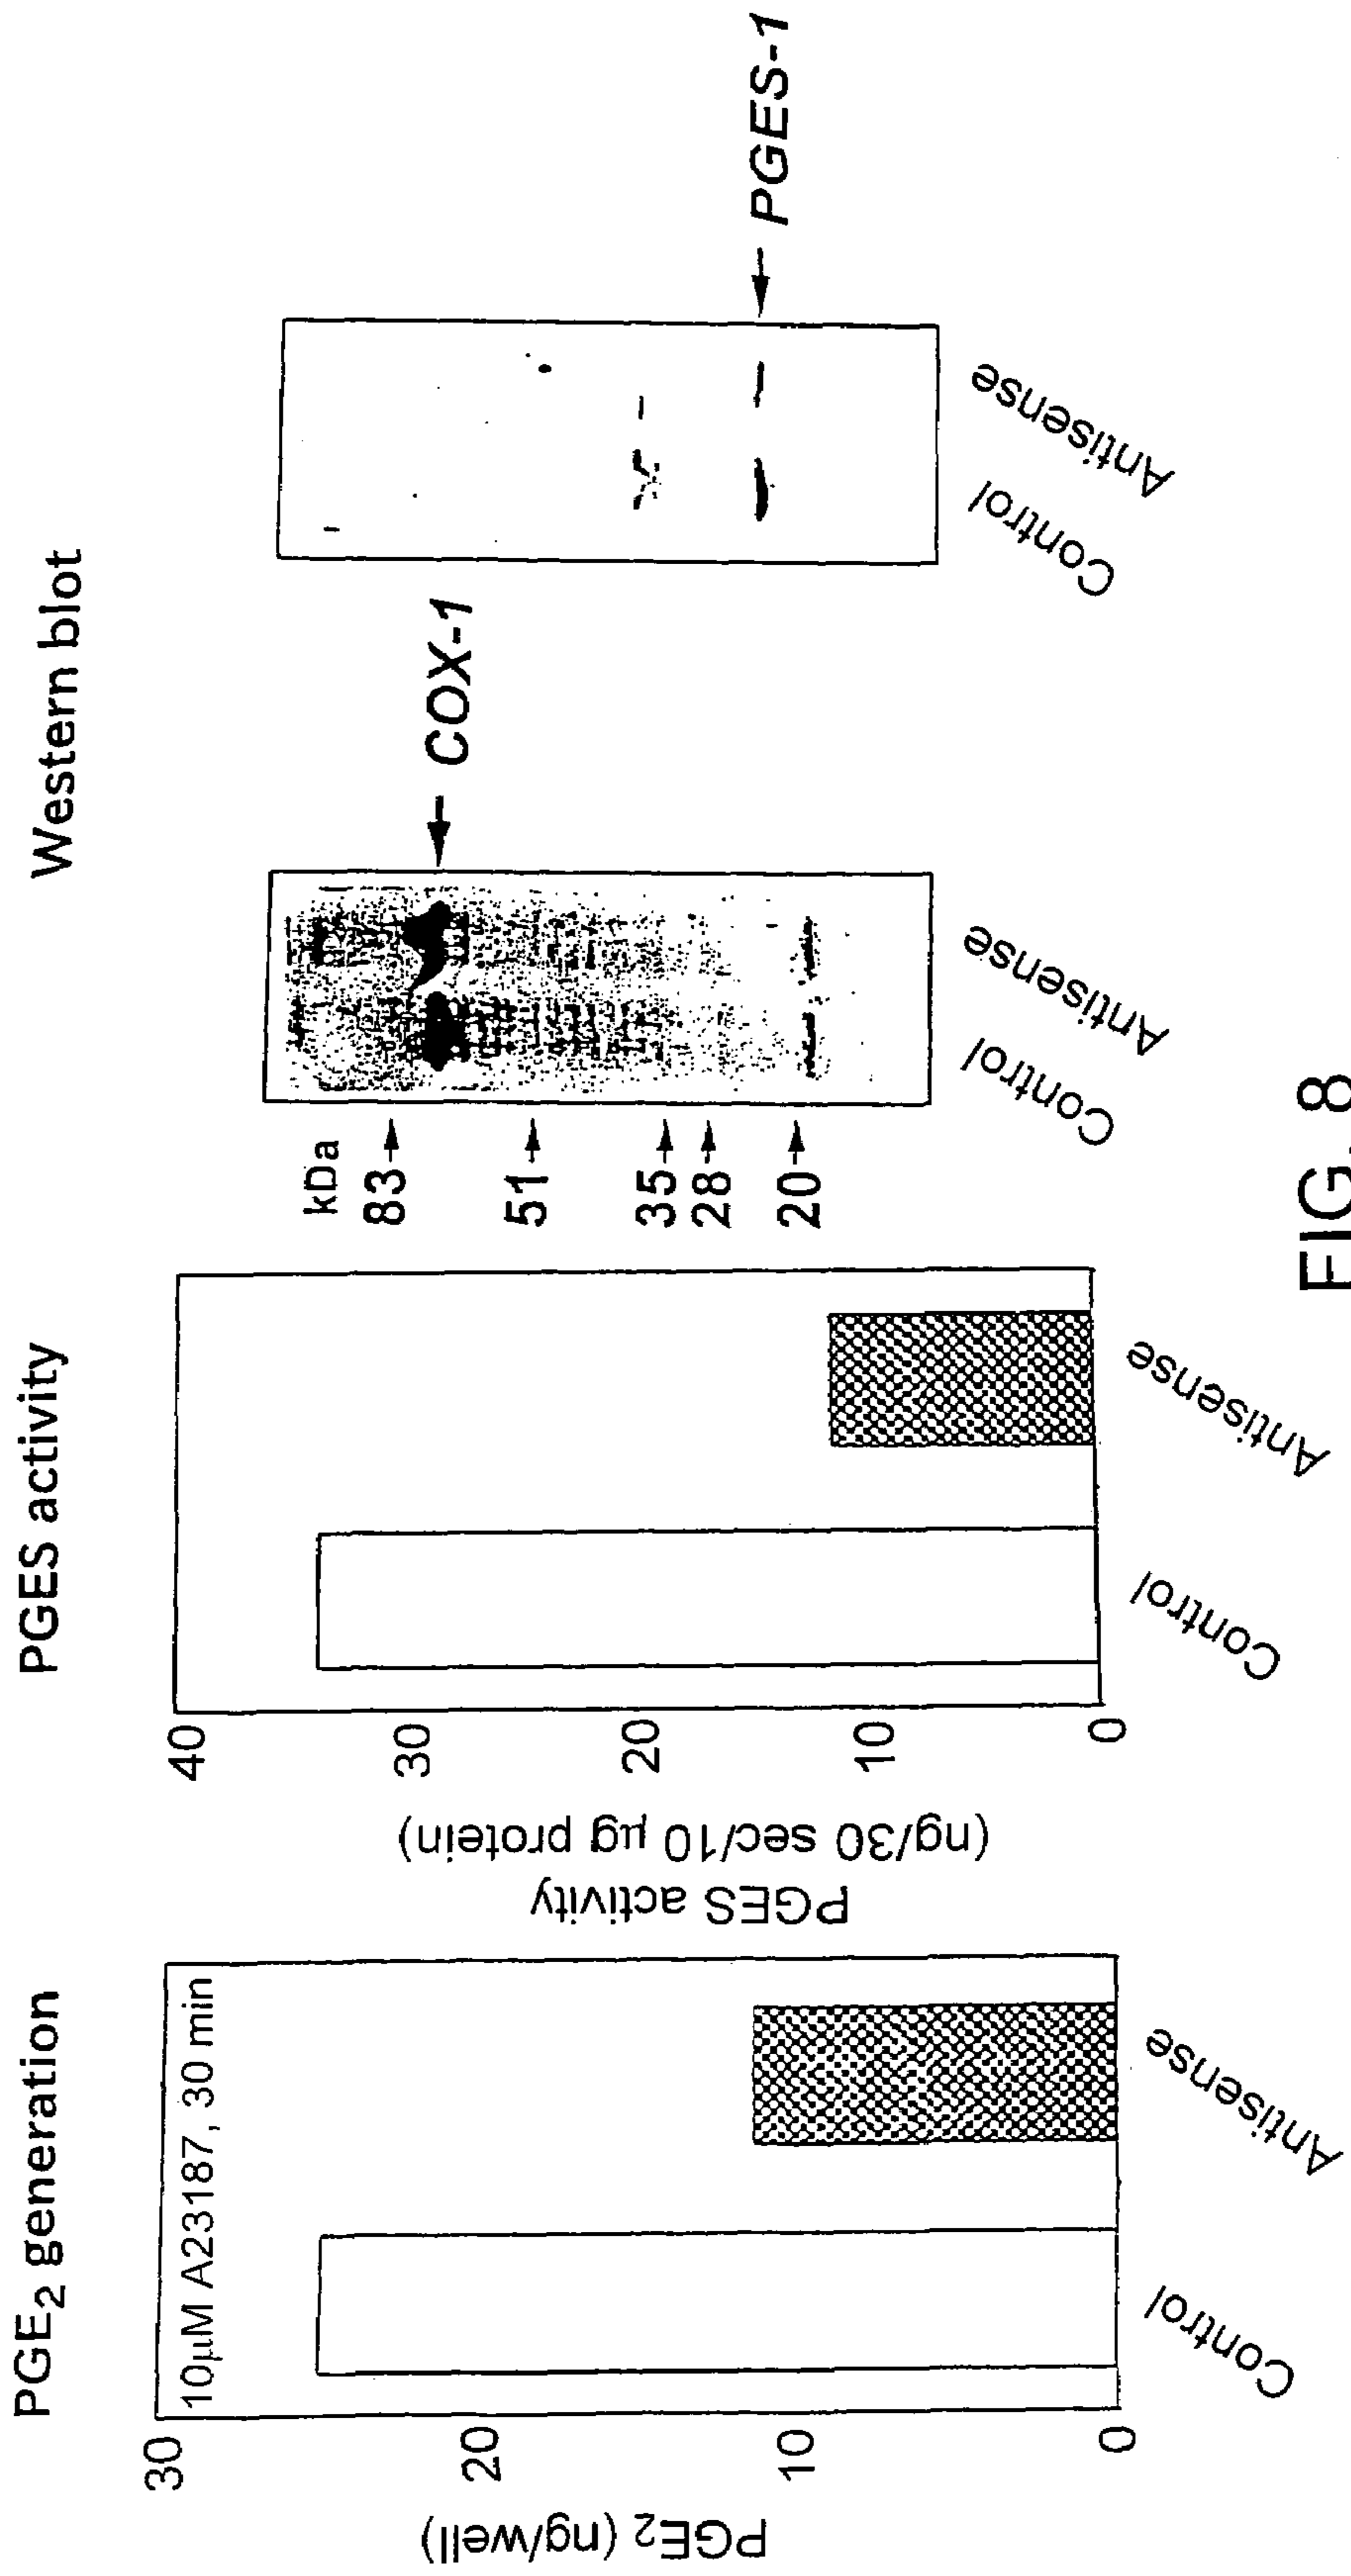 PGE₂ generation
PGE₂ (ng/well)
30
20
10
0
10µM A23187, 30 min
Control
Antisense
PGES activity
PGES activity
(ng/30 sec/10 µg protein)
40
30
20
10
0
Control
Antisense
Western blot
kDa
83
51
35
28
20
COX-1
Control
Antisense
PGES-1
Control
Antisense
FIG. 8